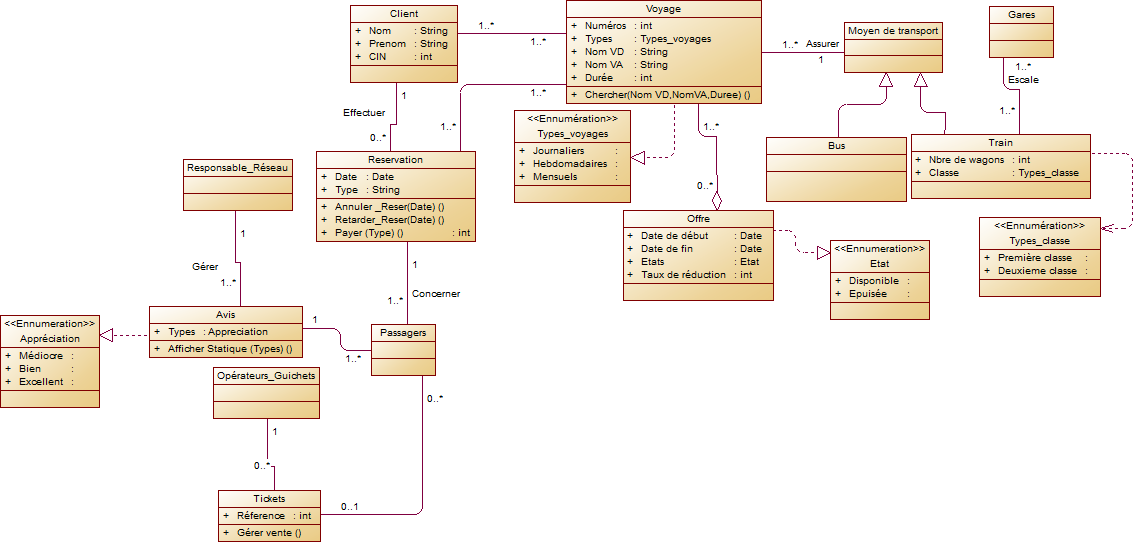 Client
+ Nom : String
+ Prenom : String
+ CIN : int
1..*
1..*
Voyage
+ Numéros : int
+ Types : Types_voyages
+ Nom VD : String
+ Nom VA : String
+ Durée : int
+ Chercher(Nom VD,NomVA,Duree) ()
1..*
Assurer
1
Moyen de transport
Gares
1..*
Escale
1..*
1
Effectuer
0..*
1..*
1..*
<<Ennumération>>
Types_voyages
+ Journaliers :
+ Hebdomadaires :
+ Mensuels :
1..*
0..*
Bus
Train
+ Nbre de wagons : int
+ Classe : Types_classe
Responsable_Réseau
Reservation
+ Date : Date
+ Type : String
+ Annuler _Reser(Date) ()
+ Retarder_Reser(Date) ()
+ Payer (Type) () : int
Offre
+ Date de début : Date
+ Date de fin : Date
+ Etats : Etat
+ Taux de réduction : int
<<Ennumeration>>
Etat
+ Disponible :
+ Epuisée :
<<Ennumération>>
Types_classe
+ Première classe :
+ Deuxieme classe :
1
Gérer
1..*
1
Concerner
1..*
Avis
+ Types : Appreciation
+ Afficher Statique (Types) ()
1
1..*
<<Ennumeration>>
Appréciation
+ Médiocre :
+ Bien :
+ Excellent :
Passagers
Opérateurs_Guichets
0..*
1
0..*
0..1
Tickets
+ Réference : int
+ Gérer vente ()